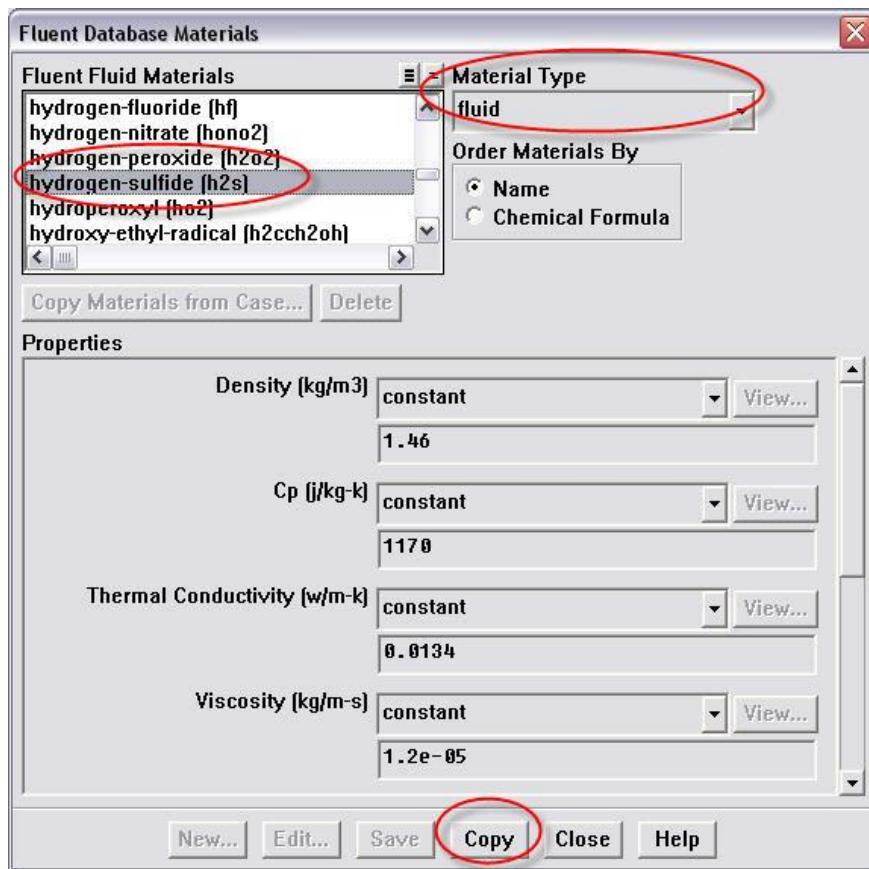 Fluent Database Materials
Fluent Fluid Materials
hydrogen-fluoride (hf)
hydrogen-nitrate (hono2)
hydrogen-peroxide (h2o2)
hydrogen-sulfide (h2s)
hydroperoxyl (ho2)
hydroxy-ethyl-radical (h2cch2oh)
Material Type
fluid
Order Materials By
Name
Chemical Formula
Copy Materials from Case... Delete
Properties
Density (kg/m3) constant View...
1.46
Cp (j/kg-k) constant View...
1170
Thermal Conductivity (w/m-k) constant View...
0.0134
Viscosity (kg/m-s) constant View...
1.2e-05
New... Edit... Save Copy Close Help